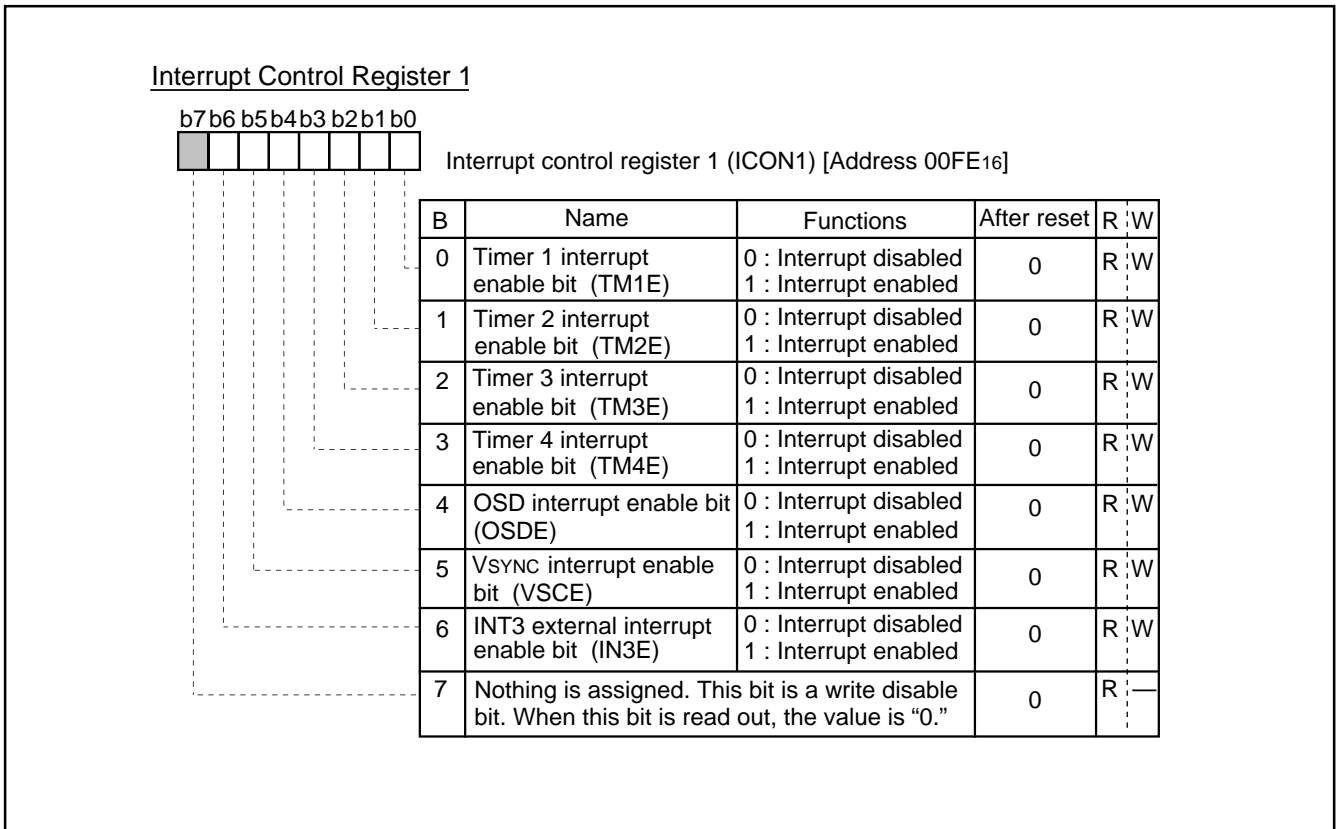 Interrupt Control Register 1
b7 b6 b5 b4 b3 b2 b1 b0
Interrupt control register 1 (ICON1) [Address 00FE16]
B Name Functions After reset R W
0 Timer 1 interrupt enable bit (TM1E) 0 : Interrupt disabled 1 : Interrupt enabled 0 R W
1 Timer 2 interrupt enable bit (TM2E) 0 : Interrupt disabled 1 : Interrupt enabled 0 R W
2 Timer 3 interrupt enable bit (TM3E) 0 : Interrupt disabled 1 : Interrupt enabled 0 R W
3 Timer 4 interrupt enable bit (TM4E) 0 : Interrupt disabled 1 : Interrupt enabled 0 R W
4 OSD interrupt enable bit (OSDE) 0 : Interrupt disabled 1 : Interrupt enabled 0 R W
5 VSYNC interrupt enable bit (VSCE) 0 : Interrupt disabled 1 : Interrupt enabled 0 R W
6 INT3 external interrupt enable bit (IN3E) 0 : Interrupt disabled 1 : Interrupt enabled 0 R W
7 Nothing is assigned. This bit is a write disable bit. When this bit is read out, the value is “0.” 0 R —